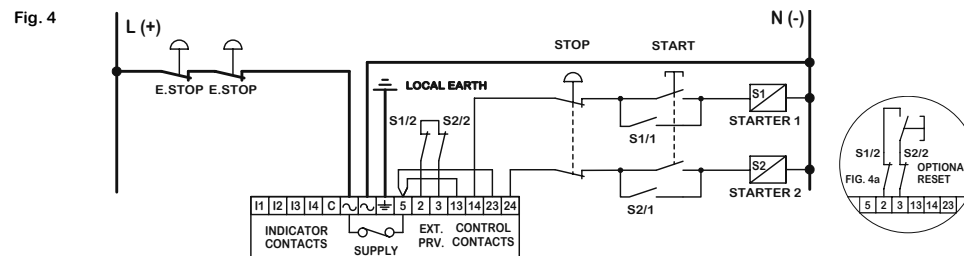 Fig. 4
L (+)
N (-)
STOP
START
E.STOP
E.STOP
LOCAL EARTH
S1
STARTER 1
S1/1
S1/2
S2/2
S2
STARTER 2
S2/1
I1 I2 I3 I4 C 5 2 3 13 14 23 24
INDICATOR CONTACTS
SUPPLY
EXT. PRV.
CONTROL CONTACTS
S1/2
S2/2
FIG. 4a
OPTIONA
RESET
5 2 3 13 14 23